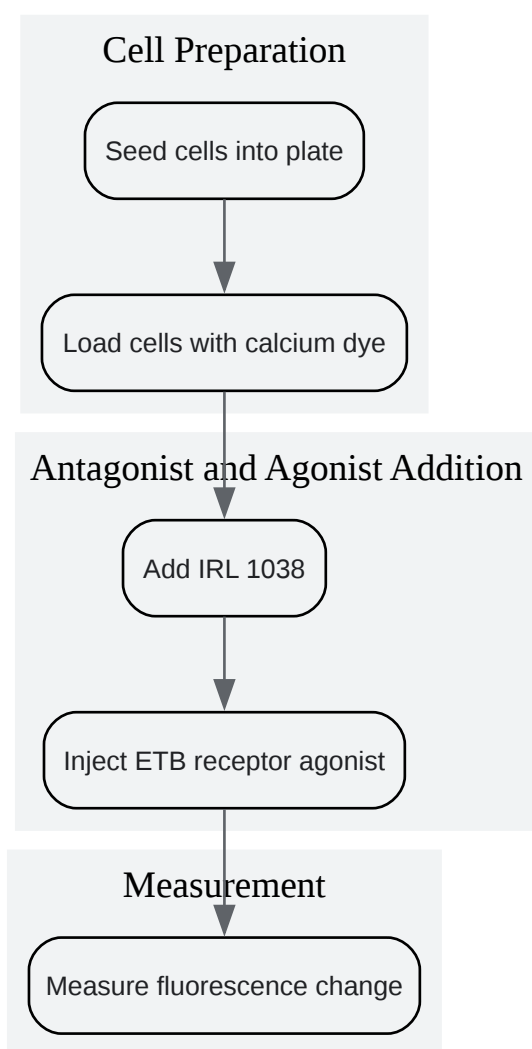 Cell Preparation
Seed cells into plate
Load cells with calcium dye
Antagonist and Agonist Addition
Add IRL 1038
Inject ETB receptor agonist
Measurement
Measure fluorescence change